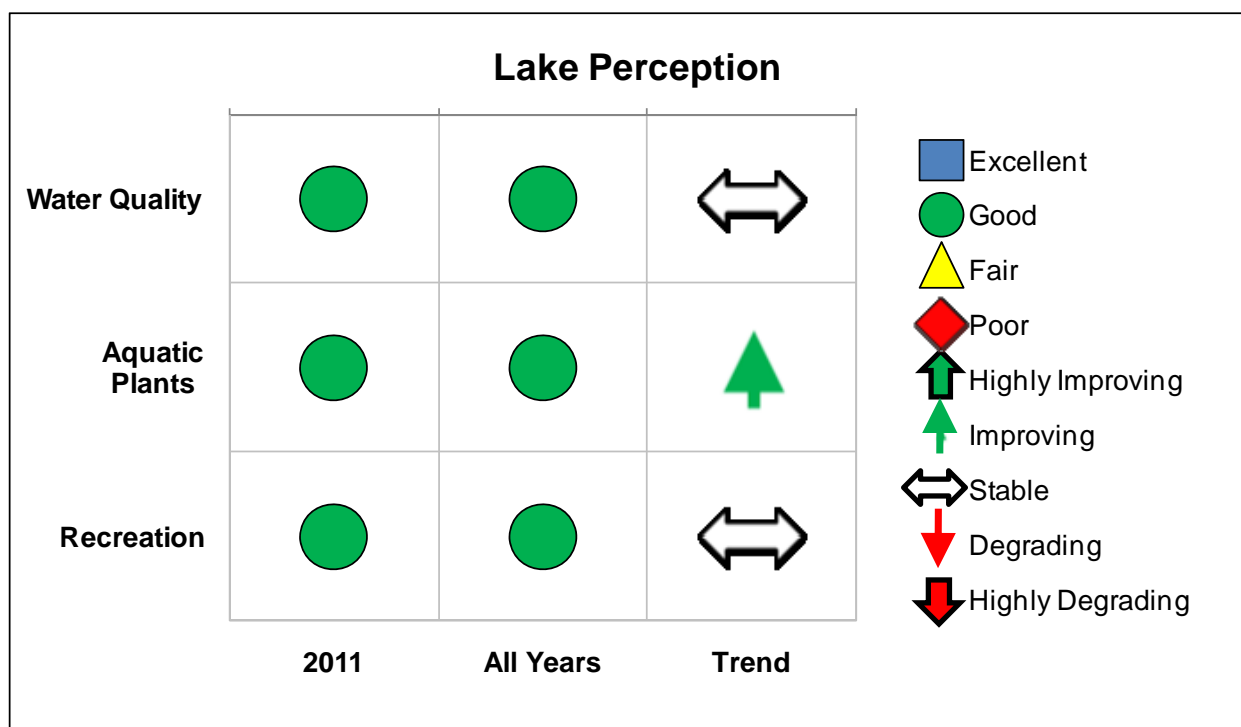 Lake Perception
Water Quality
Aquatic
Plants
Recreation
2011
All Years
Trend
Excellent
Good
Fair
Poor
Highly Improving
Improving
Stable
Degrading
Highly Degrading